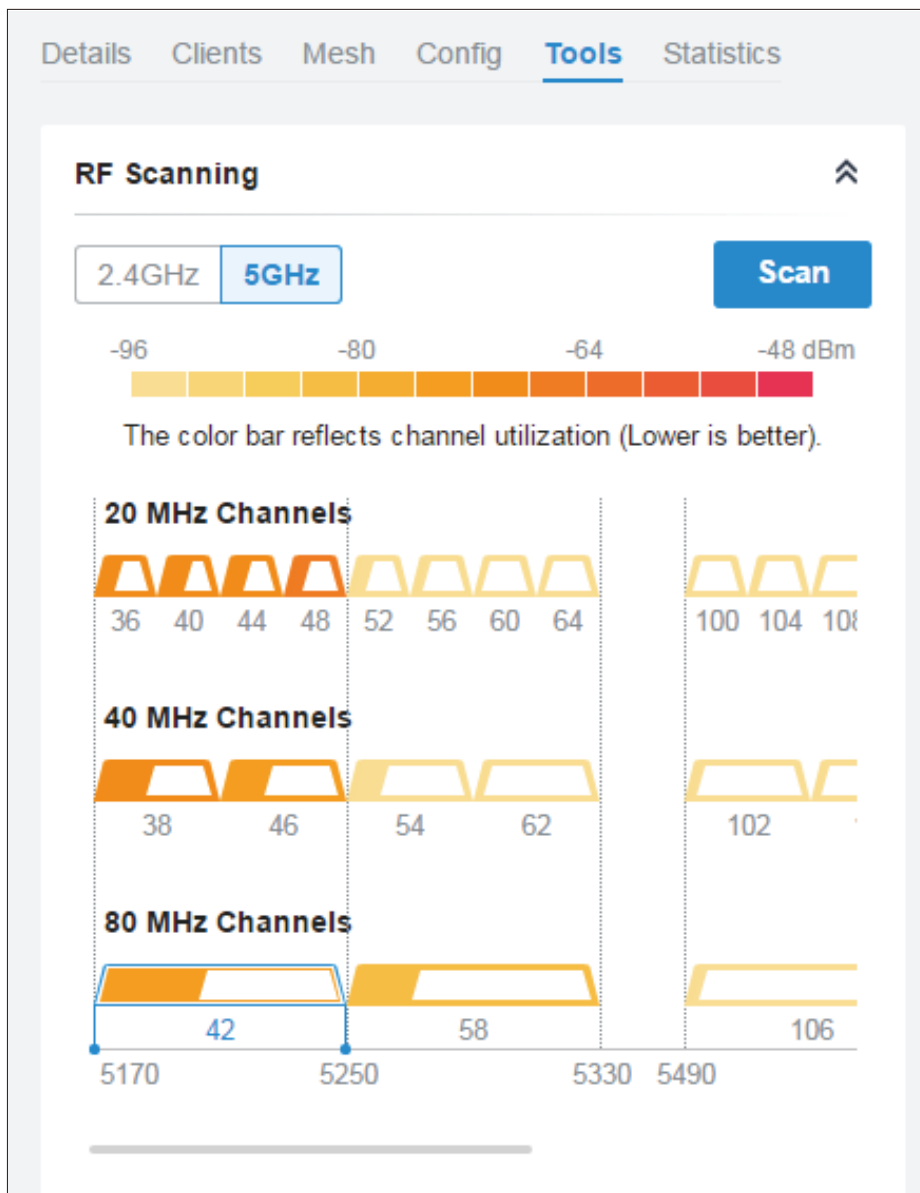 Details Clients Mesh Config Tools Statistics
RF Scanning
2.4GHz 5GHz Scan
-96 -80 -64 -48 dBm
The color bar reflects channel utilization (Lower is better).
20 MHz Channels
36 40 44 48 52 56 60 64 100 104 108
40 MHz Channels
38 46 54 62 102
80 MHz Channels
42 58 106
5170 5250 5330 5490